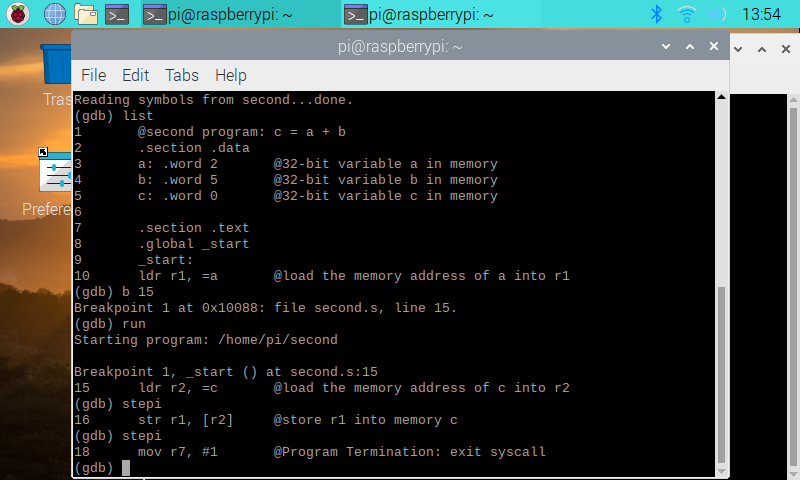 pi@raspberrypi: ~ pi@raspberrypi: ~ 13:54
pi@raspberrypi: ~
File Edit Tabs Help
Reading symbols from second...done.
(gdb) list
1 @second program: c = a + b
2 .section .data
3 a: .word 2 @32-bit variable a in memory
4 b: .word 5 @32-bit variable b in memory
5 c: .word 0 @32-bit variable c in memory
6
7 .section .text
8 .global _start
9 _start:
10 ldr r1, =a @load the memory address of a into r1
(gdb) b 15
Breakpoint 1 at 0x10088: file second.s, line 15.
(gdb) run
Starting program: /home/pi/second
Breakpoint 1, _start () at second.s:15
15 ldr r2, =c @load the memory address of c into r2
(gdb) stepi
16 str r1, [r2] @store r1 into memory c
(gdb) stepi
18 mov r7, #1 @Program Termination: exit syscall
(gdb)
Tras
Prefere